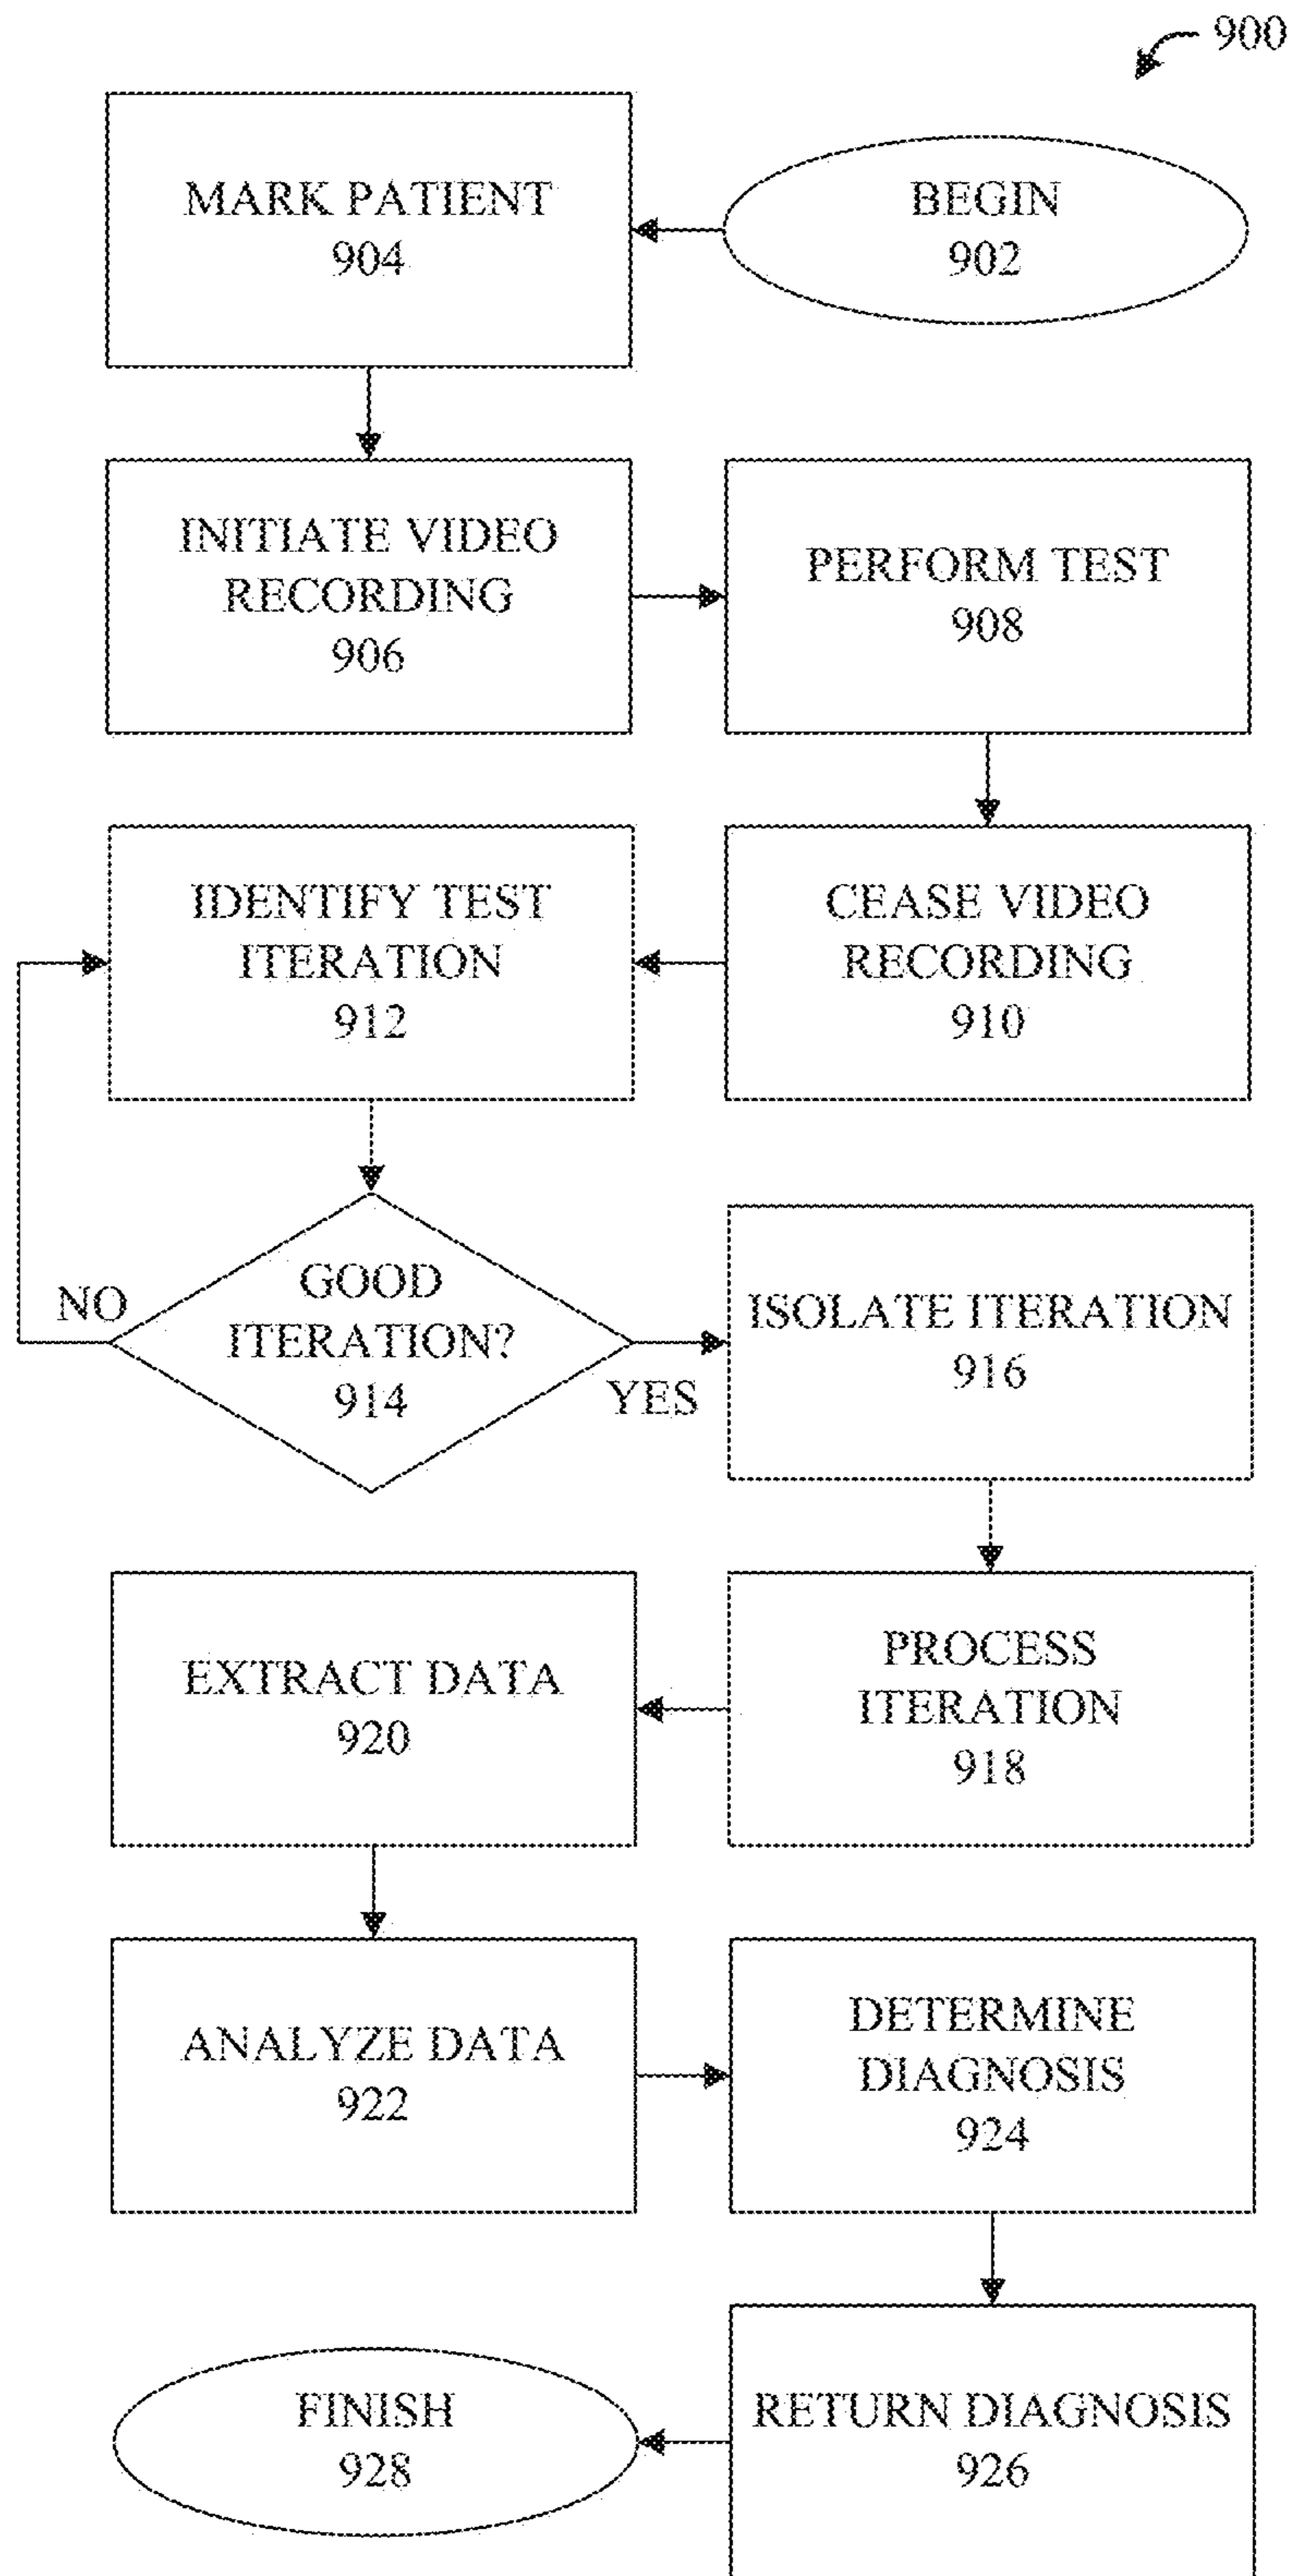 900
BEGIN
902
MARK PATIENT
904
INITIATE VIDEO
RECORDING
906
PERFORM TEST
908
CEASE VIDEO
RECORDING
910
IDENTIFY TEST
ITERATION
912
GOOD
ITERATION?
914
NO
YES
ISOLATE ITERATION
916
PROCESS
ITERATION
918
EXTRACT DATA
920
ANALYZE DATA
922
DETERMINE
DIAGNOSIS
924
RETURN DIAGNOSIS
926
FINISH
928